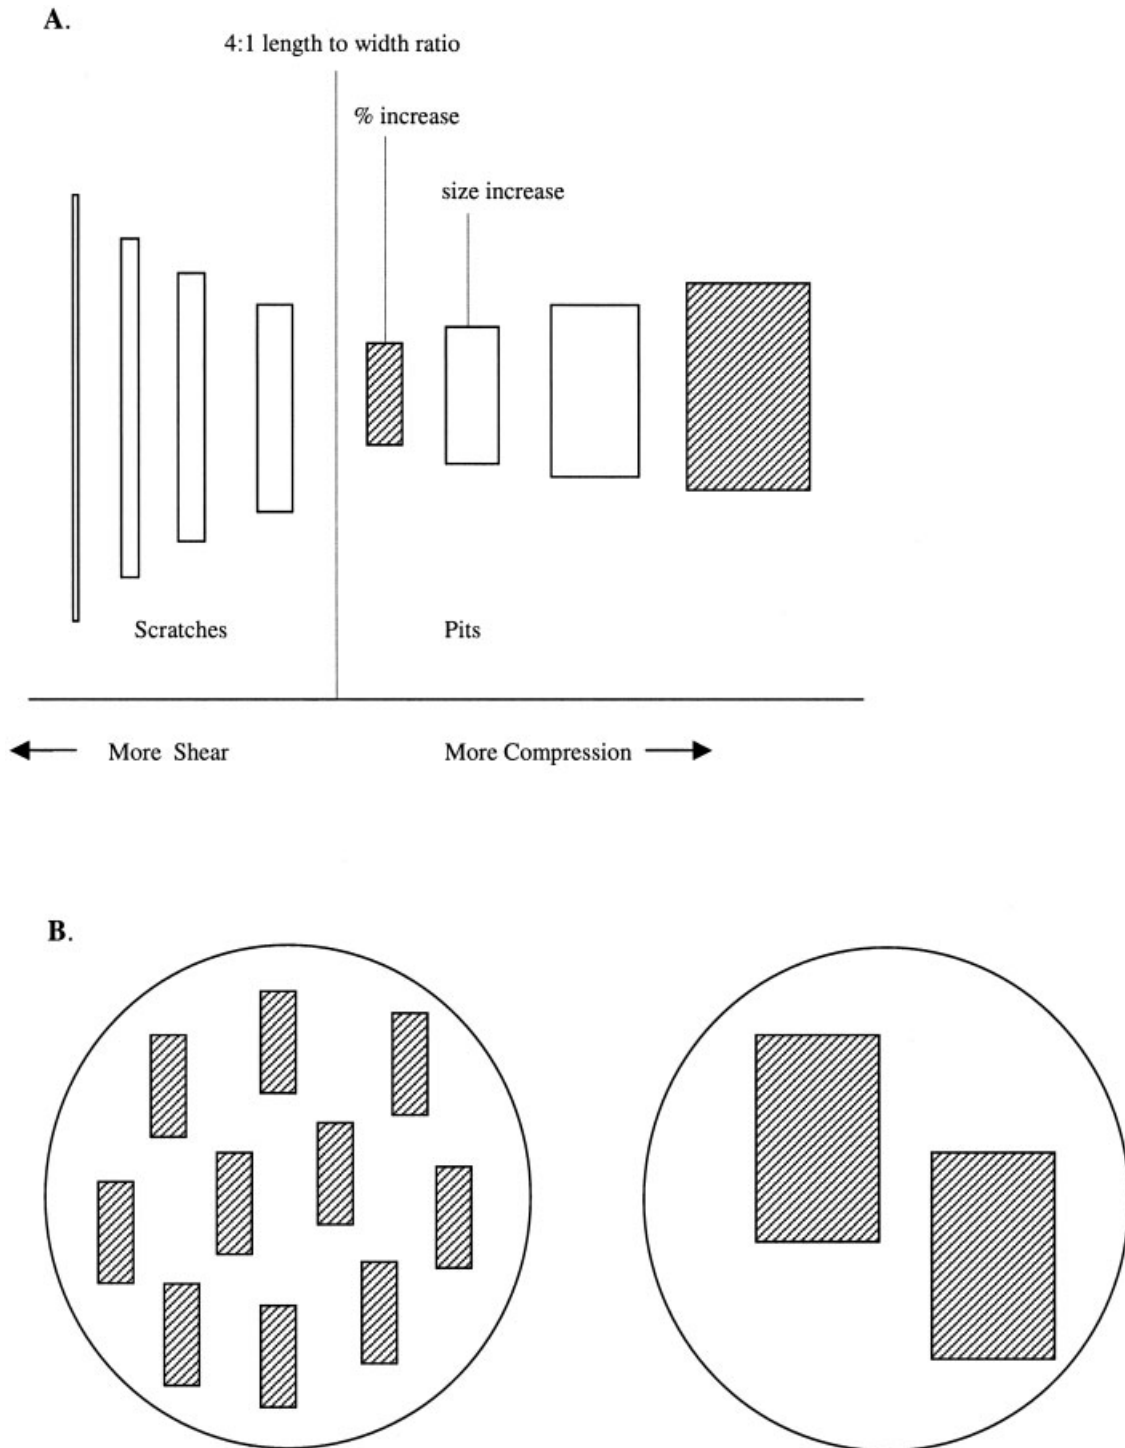 A.
4:1 length to width ratio
% increase
size increase
Scratches
Pits
More Shear
More Compression
B.